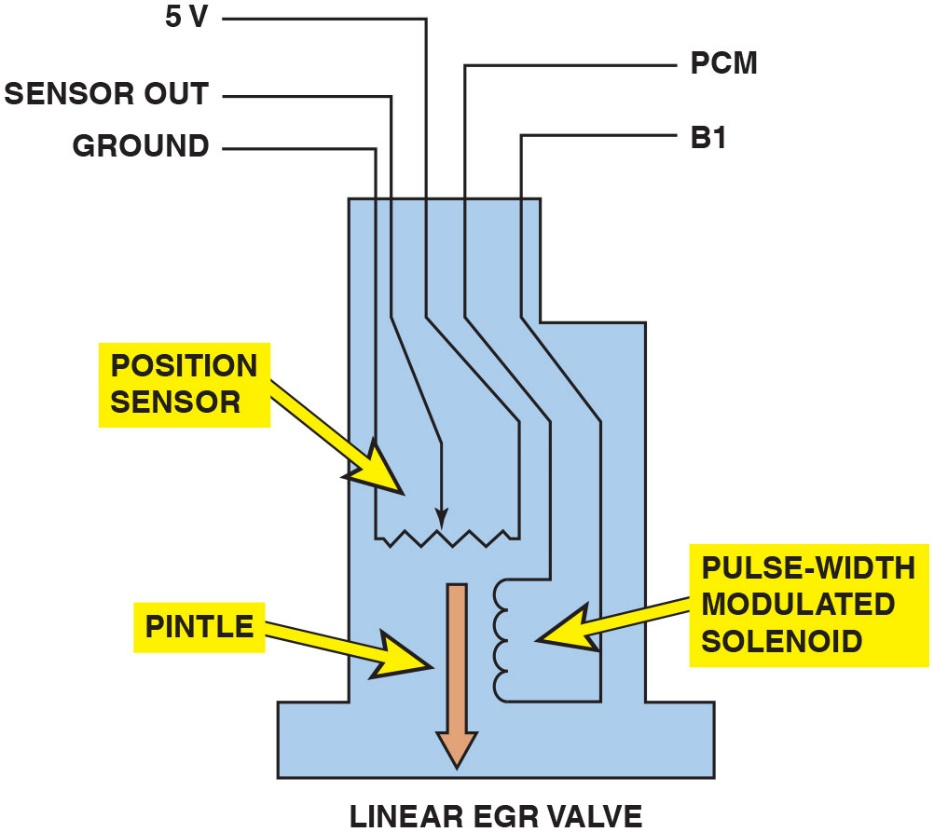 5 V
PCM
SENSOR OUT
B1
GROUND
POSITION
SENSOR
PULSE-WIDTH
MODULATED
SOLENOID
PINTLE
LINEAR EGR VALVE